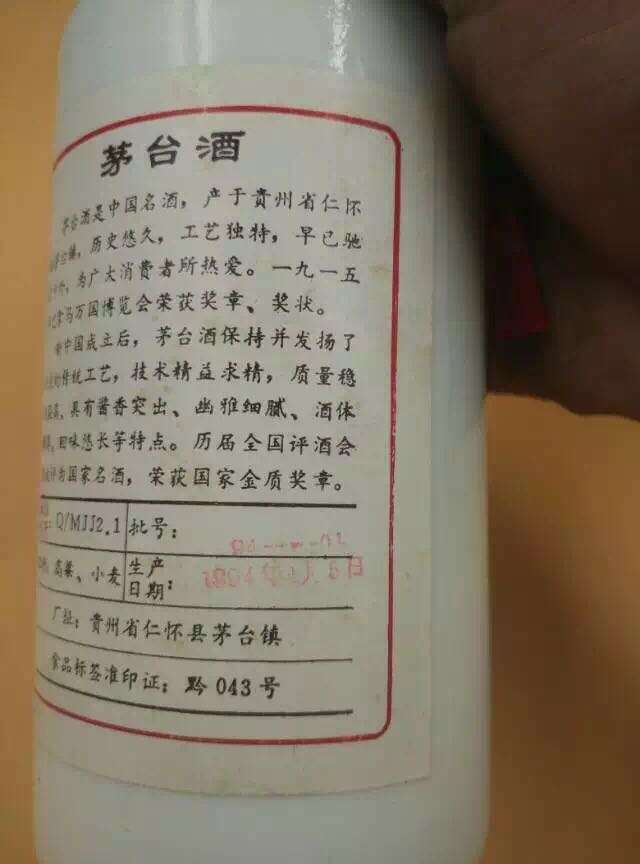 茅台酒
茅台酒是中国名酒，产于贵州省仁怀
历史悠久，工艺独特，早已驰
为广大消费者所热爱。一九一五
拿马万国博览会荣获奖章、奖状。
中国成立后，茅台酒保持并发扬了
传统工艺，技术精益求精，质量稳
具有酱香突出、幽雅细腻、酒体
回味悠长等特点。历届全国评酒会
评为国家名酒，荣获国家金质奖章。
Q/MJJ2.1 批号：
高粱、小麦 生产日期：
厂址：贵州省仁怀县茅台镇
食品标签准印证：黔 043 号